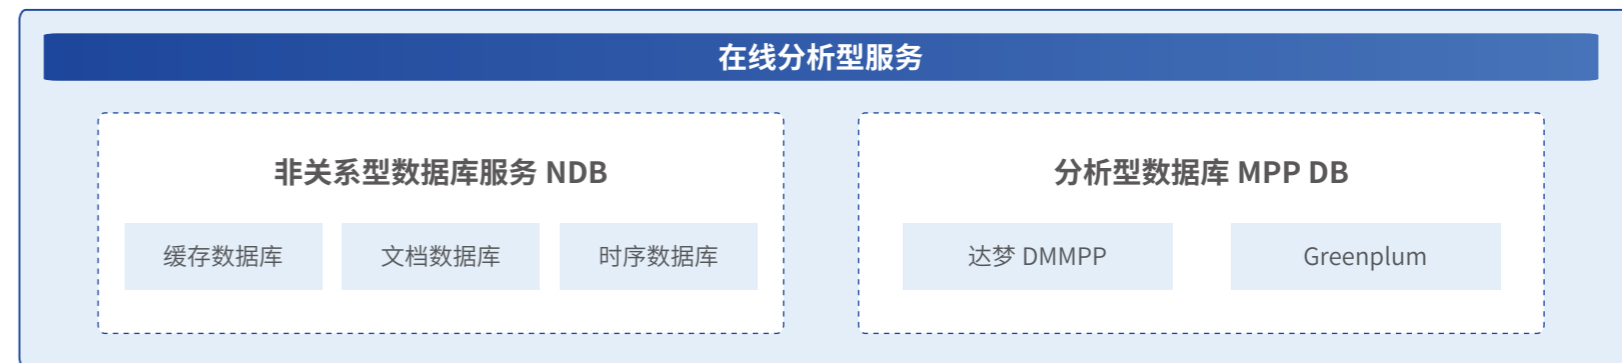 在线分析型服务
非关系型数据库服务 NDB
缓存数据库
文档数据库
时序数据库
分析型数据库 MPP DB
达梦 DMMPP
Greenplum